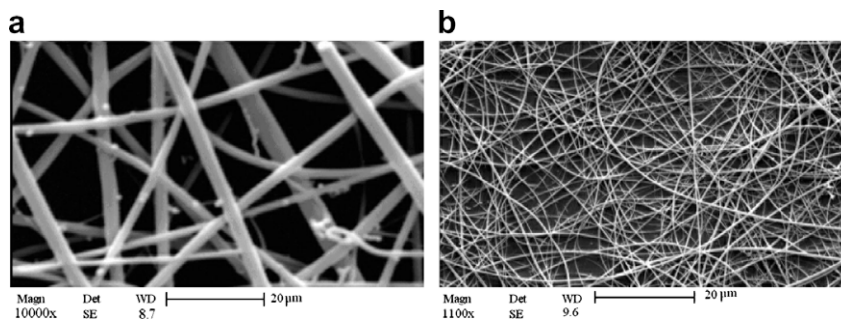 a
b
Magn Det WD 20 µm
10000x SE 8.7
Magn Det WD 20 µm
1100x SE 9.6